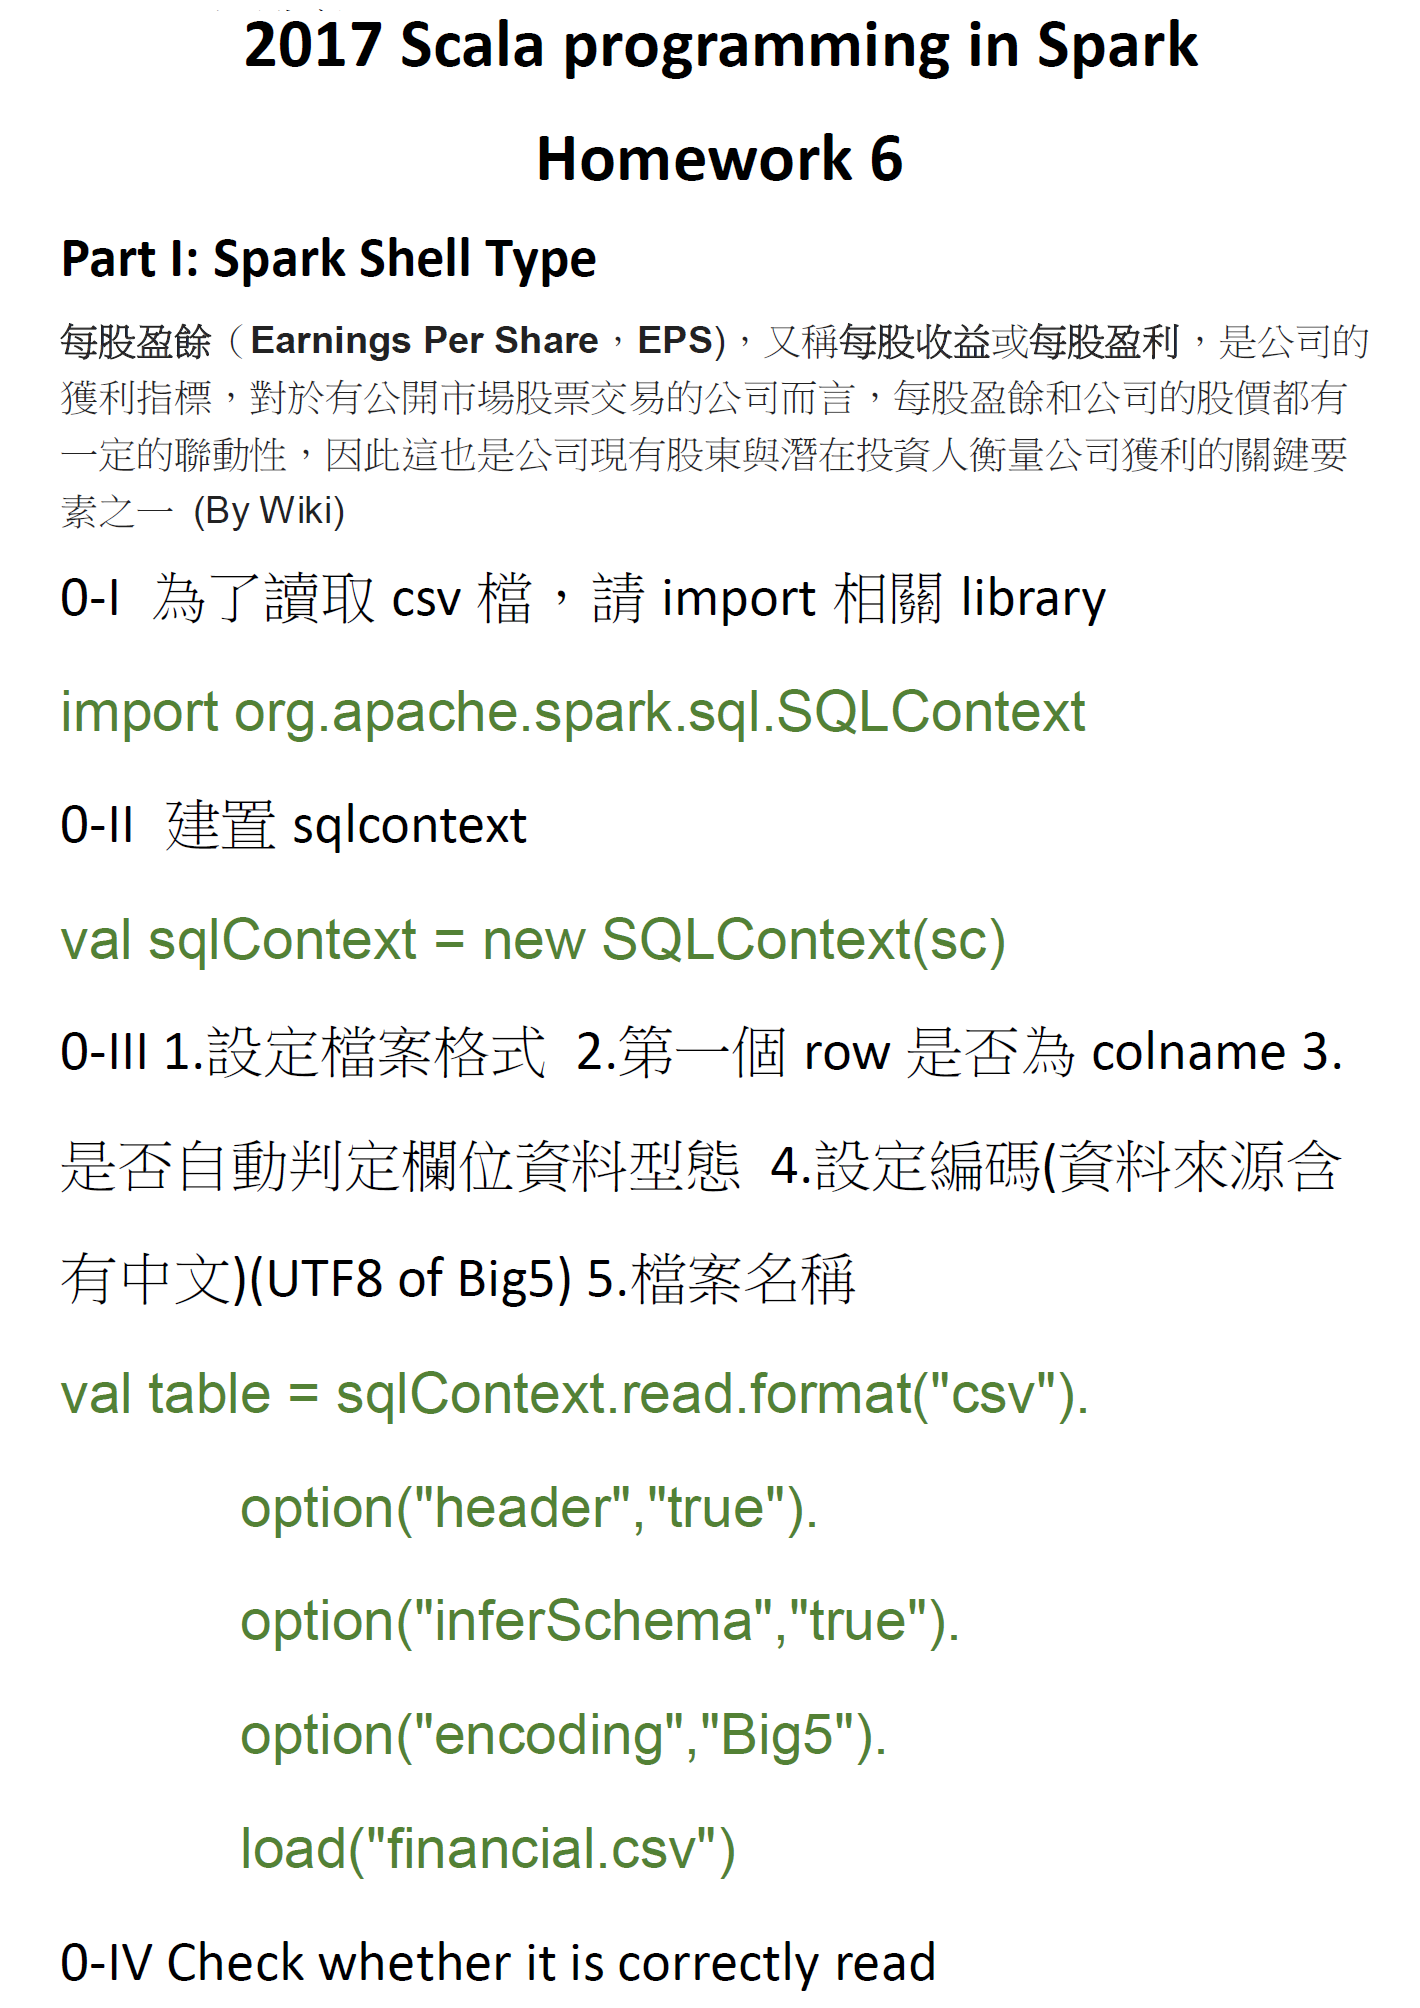 2017 Scala programming in Spark
Homework 6
Part I: Spark Shell Type
每股盈餘（Earnings Per Share，EPS)，又稱每股收益或每股盈利，是公司的
獲利指標，對於有公開市場股票交易的公司而言，每股盈餘和公司的股價都有
一定的聯動性，因此這也是公司現有股東與潛在投資人衡量公司獲利的關鍵要
素之一 (By Wiki)
0-I 為了讀取 csv 檔，請 import 相關 library
import org.apache.spark.sql.SQLContext
0-II 建置 sqlcontext
val sqlContext = new SQLContext(sc)
0-III 1.設定檔案格式 2.第一個 row 是否為 colname 3.
是否自動判定欄位資料型態 4.設定編碼(資料來源含
有中文)(UTF8 of Big5) 5.檔案名稱
val table = sqlContext.read.format("csv").
option("header","true").
option("inferSchema","true").
option("encoding","Big5").
load("financial.csv")
0-IV Check whether it is correctly read